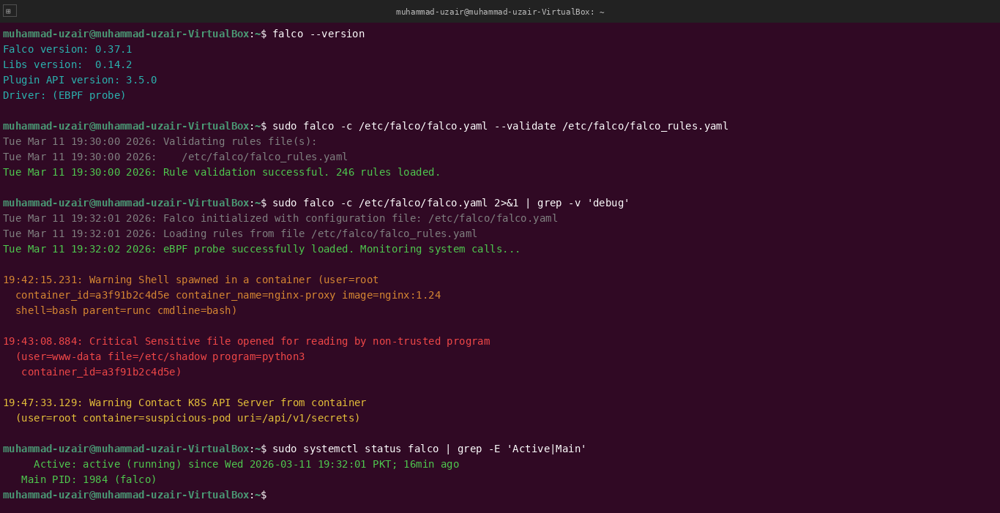 muhammad-uzair@muhammad-uzair-VirtualBox: ~
muhammad-uzair@muhammad-uzair-VirtualBox:~$ falco --version
Falco version: 0.37.1
Libs version:  0.14.2
Plugin API version: 3.5.0
Driver: (EBPF probe)
muhammad-uzair@muhammad-uzair-VirtualBox:~$ sudo falco -c /etc/falco/falco.yaml --validate /etc/falco/falco_rules.yaml
Tue Mar 11 19:30:00 2026: Validating rules file(s):
Tue Mar 11 19:30:00 2026:    /etc/falco/falco_rules.yaml
Tue Mar 11 19:30:00 2026: Rule validation successful. 246 rules loaded.
muhammad-uzair@muhammad-uzair-VirtualBox:~$ sudo falco -c /etc/falco/falco.yaml 2>&1 | grep -v 'debug'
Tue Mar 11 19:32:01 2026: Falco initialized with configuration file: /etc/falco/falco.yaml
Tue Mar 11 19:32:01 2026: Loading rules from file /etc/falco/falco_rules.yaml
Tue Mar 11 19:32:02 2026: eBPF probe successfully loaded. Monitoring system calls...
19:42:15.231: Warning Shell spawned in a container (user=root
  container_id=a3f91b2c4d5e container_name=nginx-proxy image=nginx:1.24
  shell=bash parent=runc cmdline=bash)
19:43:08.884: Critical Sensitive file opened for reading by non-trusted program
  (user=www-data file=/etc/shadow program=python3
   container_id=a3f91b2c4d5e)
19:47:33.129: Warning Contact K8S API Server from container
  (user=root container=suspicious-pod uri=/api/v1/secrets)
muhammad-uzair@muhammad-uzair-VirtualBox:~$ sudo systemctl status falco | grep -E 'Active|Main'
     Active: active (running) since Wed 2026-03-11 19:32:01 PKT; 16min ago
   Main PID: 1984 (falco)
muhammad-uzair@muhammad-uzair-VirtualBox:~$